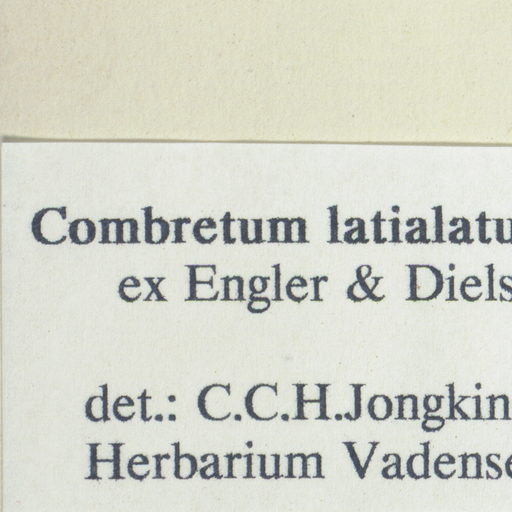 Combretum latialatu
ex Engler & Diels
det.: C.C.H.Jongkin
Herbarium Vadense